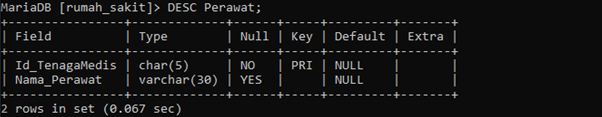 MariaDB [rumah_sakit]> DESC Perawat;
+----------------+-------------+------+-----+---------+-------+
| Field          | Type        | Null | Key | Default | Extra |
+----------------+-------------+------+-----+---------+-------+
| Id_TenagaMedis | char(5)     | NO   | PRI | NULL    |       |
| Nama_Perawat   | varchar(30) | YES  |     | NULL    |       |
+----------------+-------------+------+-----+---------+-------+
2 rows in set (0.067 sec)